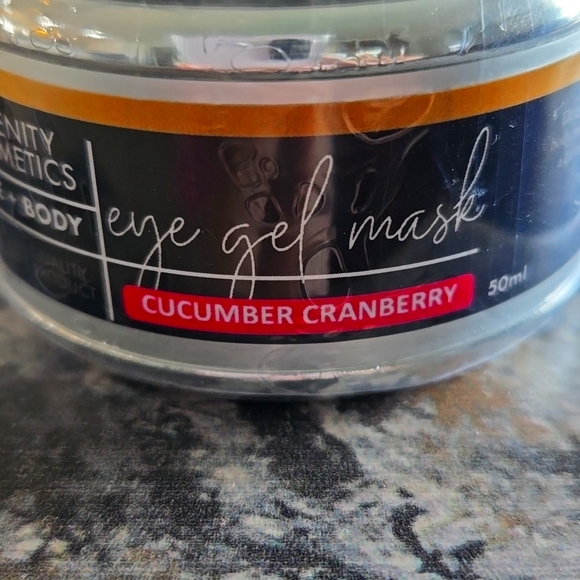 ENITY
METICS
E + BODY
eye gel mask
CUCUMBER CRANBERRY
50ml